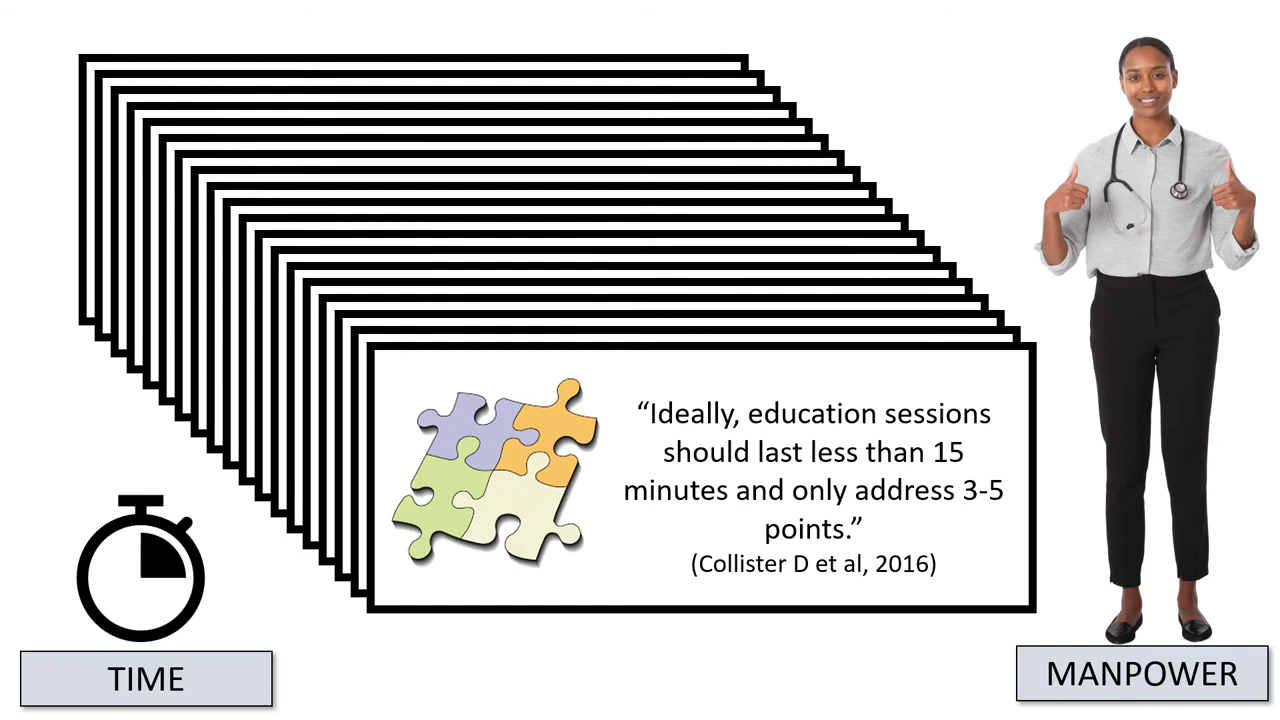 “Ideally, education sessions
should last less than 15
minutes and only address 3-5
points.”
(Collister D et al, 2016)
TIME
MANPOWER